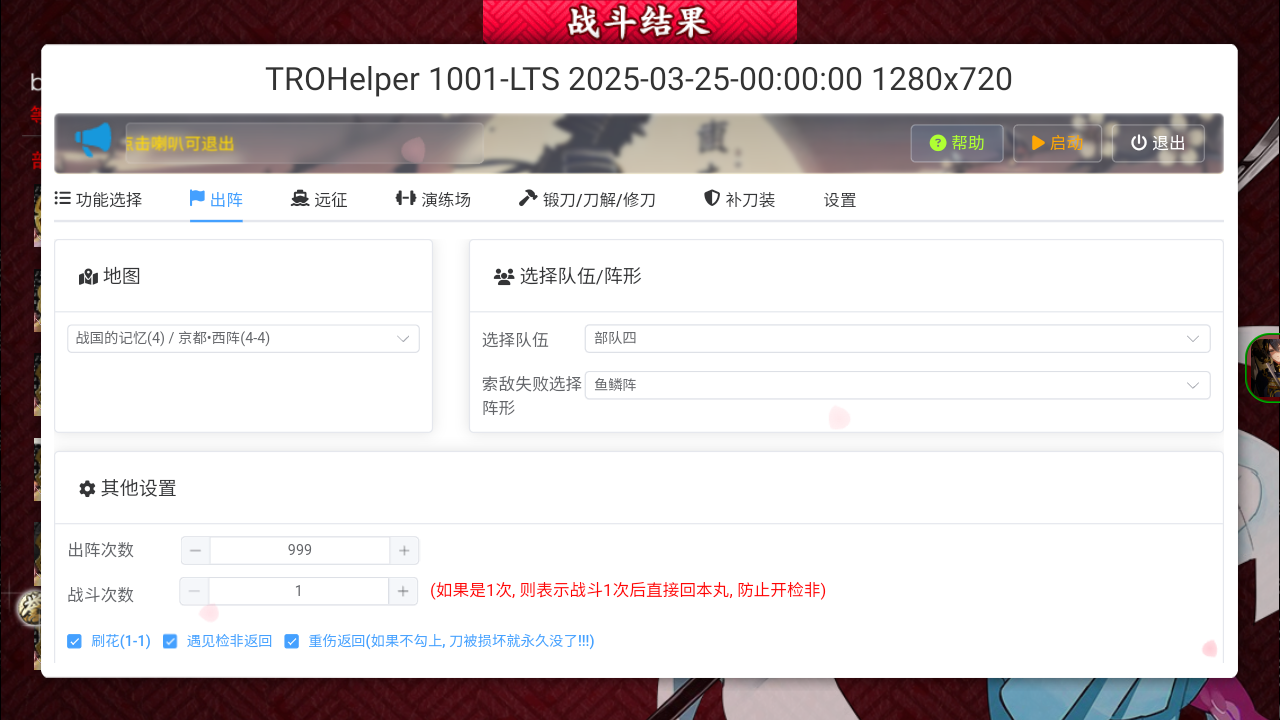 战斗结果
TROHelper 1001-LTS 2025-03-25-00:00:00 1280x720
点击喇叭可退出
帮助
启动
退出
功能选择
出阵
远征
演练场
锻刀/刀解/修刀
补刀装
设置
地图
战国的记忆(4) / 京都•西阵(4-4)
选择队伍/阵形
选择队伍
部队四
索敌失败选择
阵形
鱼鳞阵
其他设置
出阵次数
999
战斗次数
1
(如果是1次, 则表示战斗1次后直接回本丸, 防止开检非)
刷花(1-1)
遇见检非返回
重伤返回(如果不勾上, 刀被损坏就永久没了!!!)